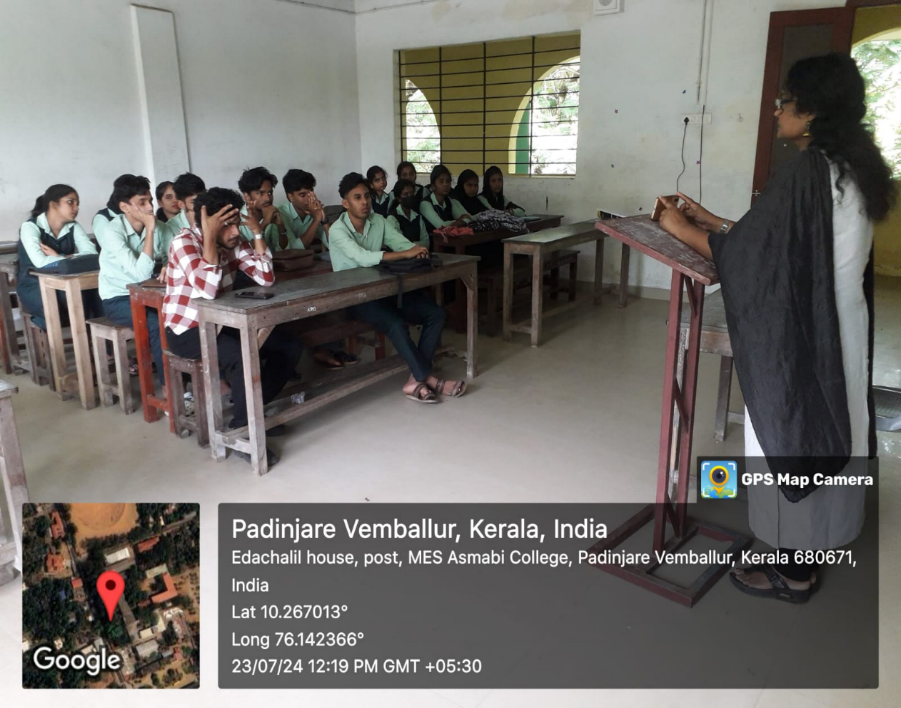 GPS Map Camera
Padinjare Vemballur, Kerala, India
Edachalil house, post, MES Asmabi College, Padinjare Vemballur, Kerala 680671,
India
Lat 10.267013°
Long 76.142366°
23/07/24 12:19 PM GMT +05:30
Google